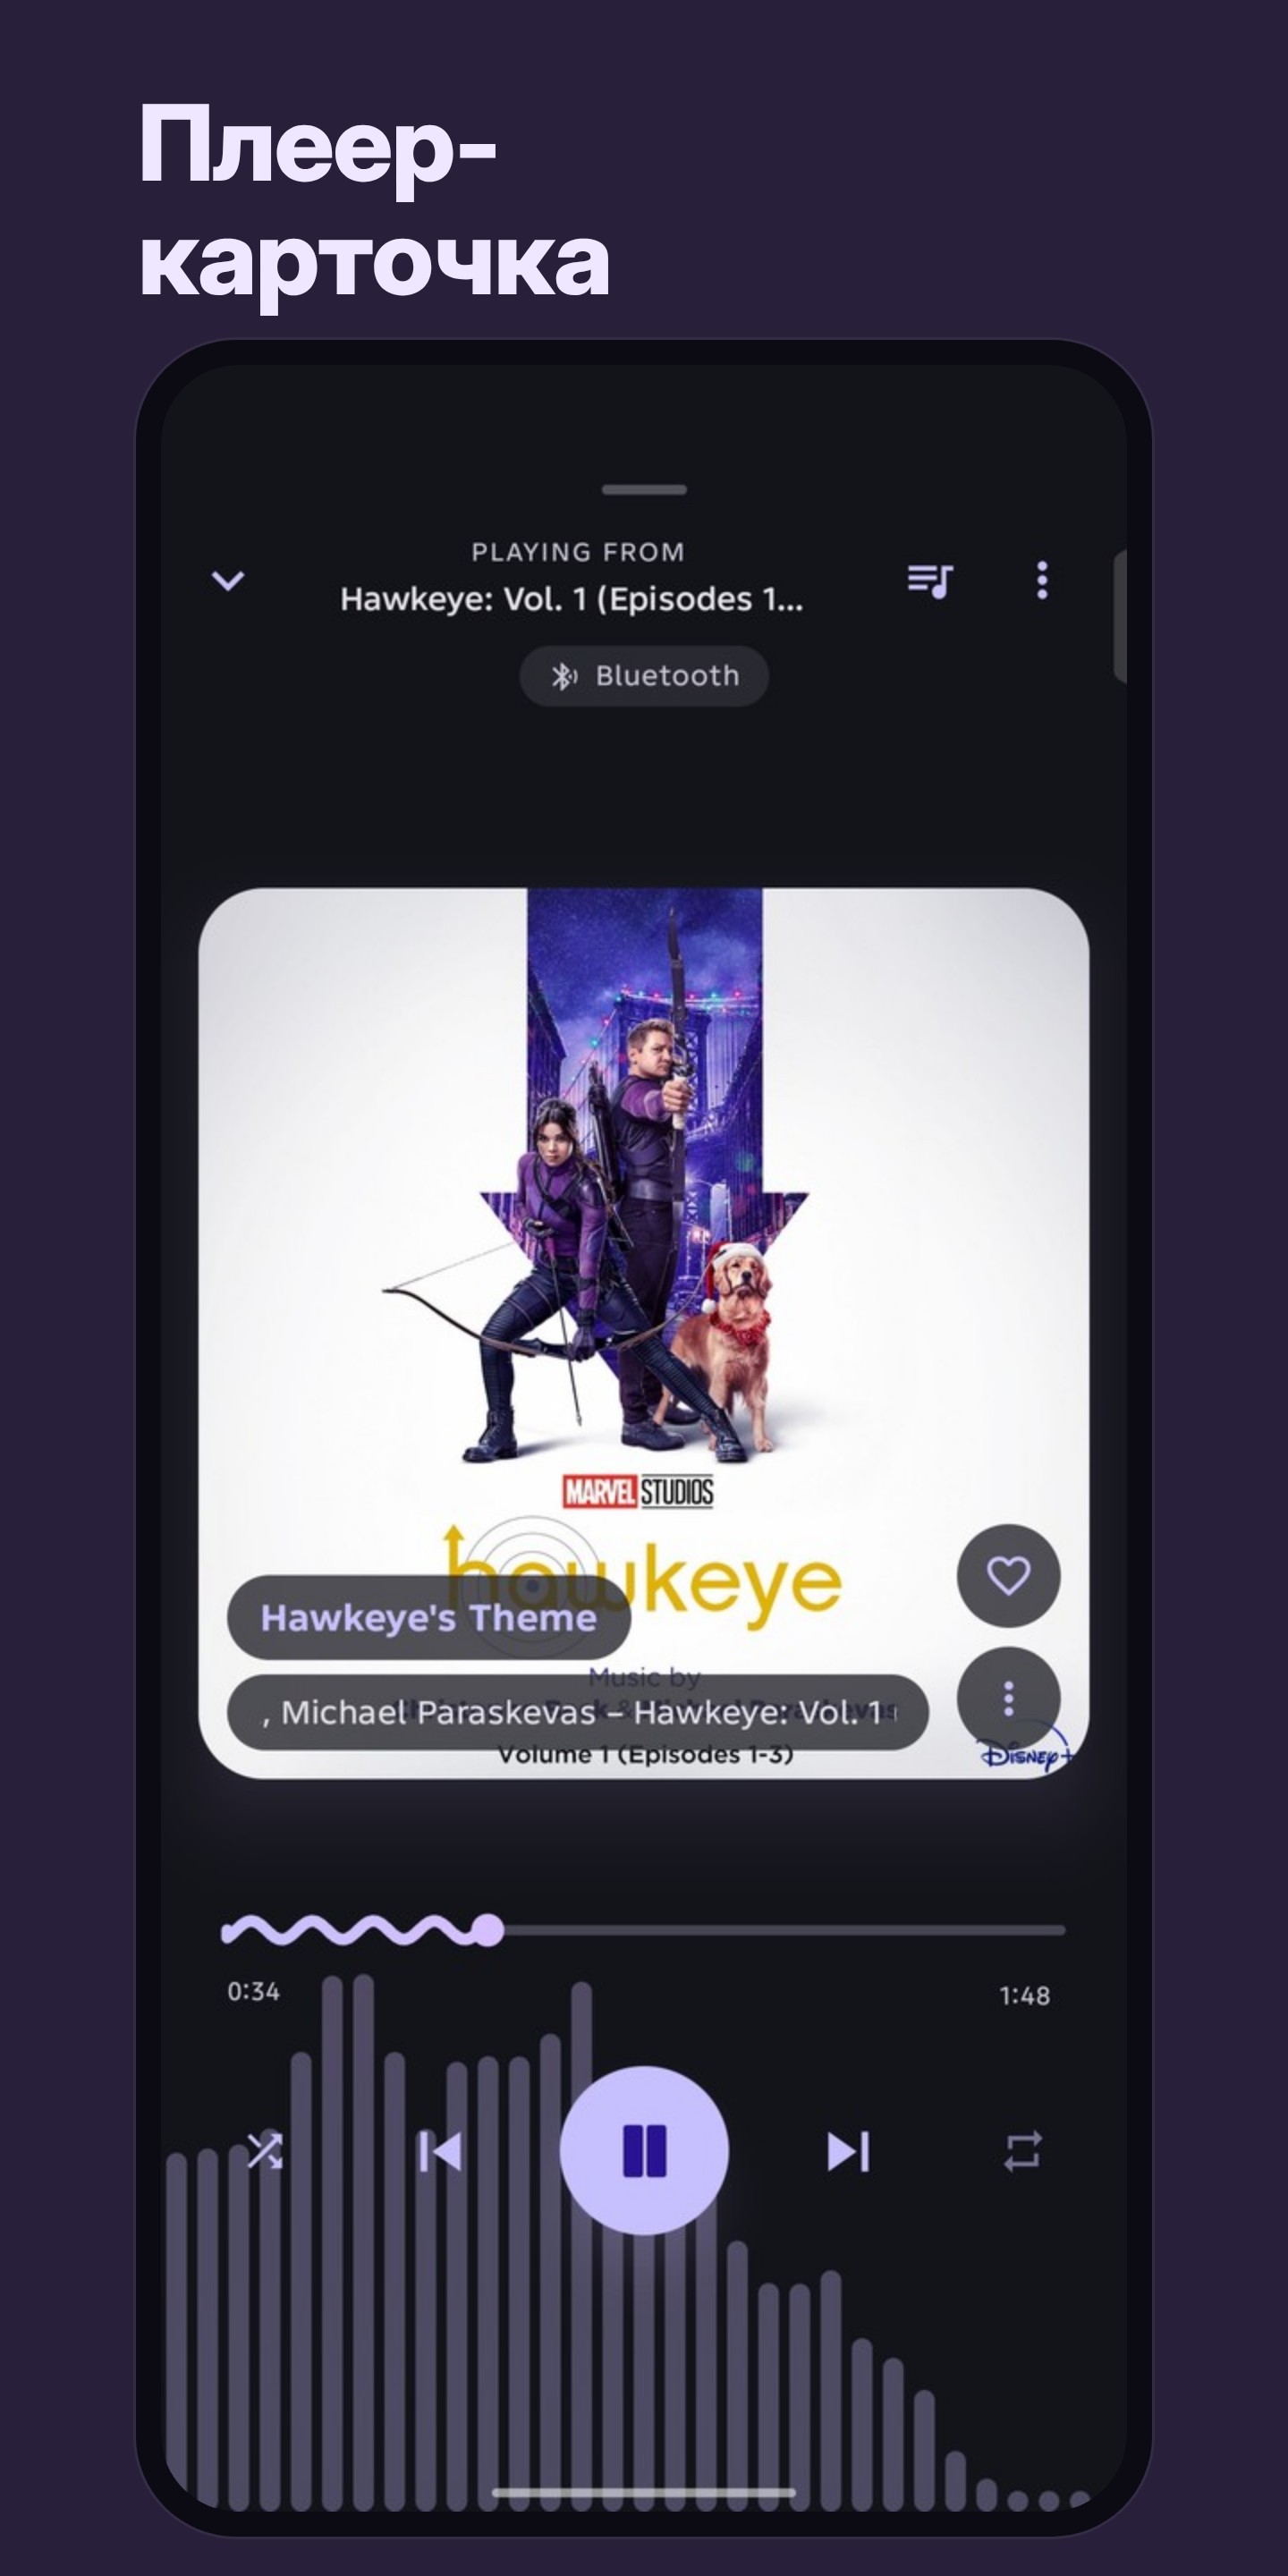 Плеер-
карточка
PLAYING FROM
Hawkeye: Vol. 1 (Episodes 1...
Bluetooth
MARVEL STUDIOS
hawkeye
Hawkeye's Theme
Music by
, Michael Paraskevas – Hawkeye: Vol. 1
Volume 1 (Episodes 1-3)
Disney+
0:34
1:48